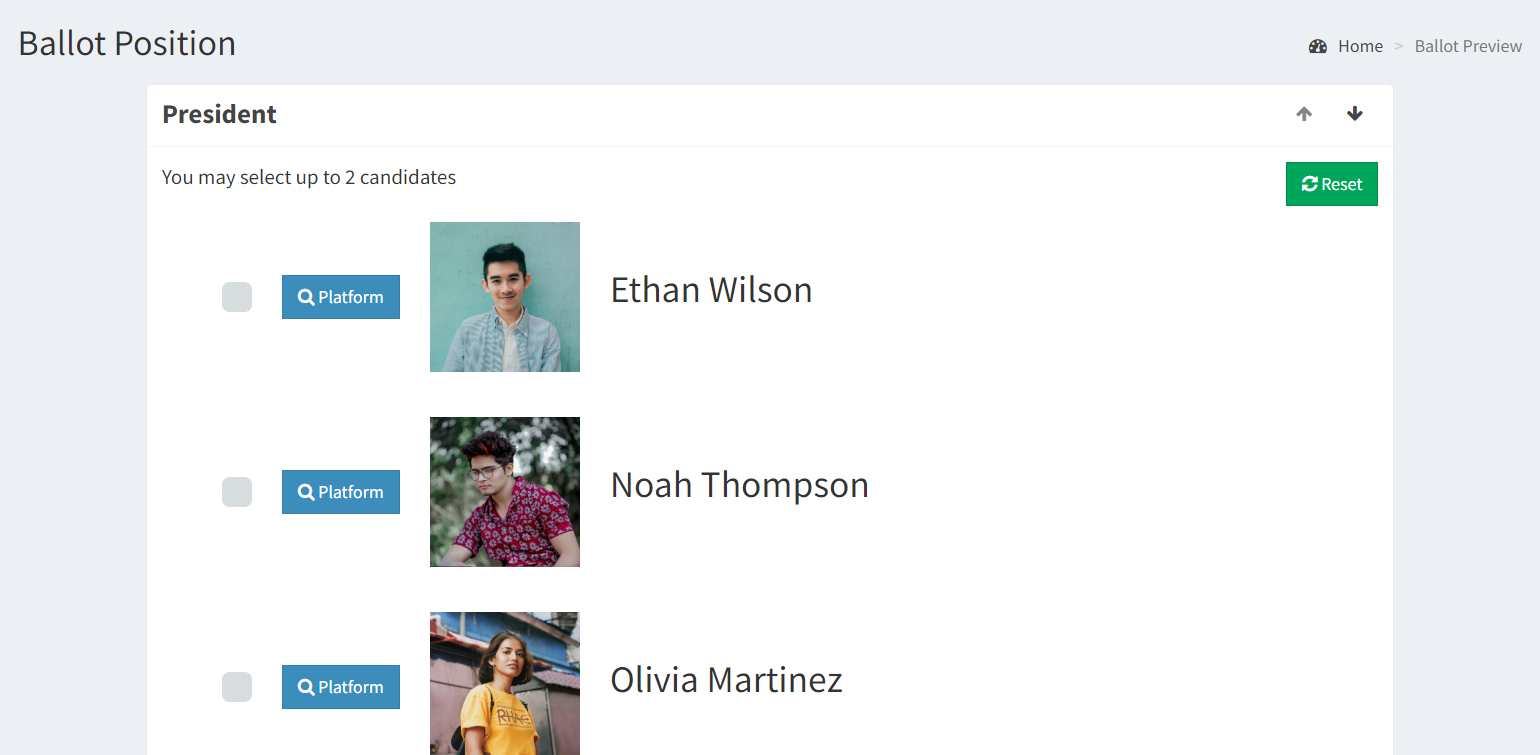 Ballot Position
Home > Ballot Preview
President
You may select up to 2 candidates
Reset
Platform
Ethan Wilson
Platform
Noah Thompson
Platform
Olivia Martinez
RHAE